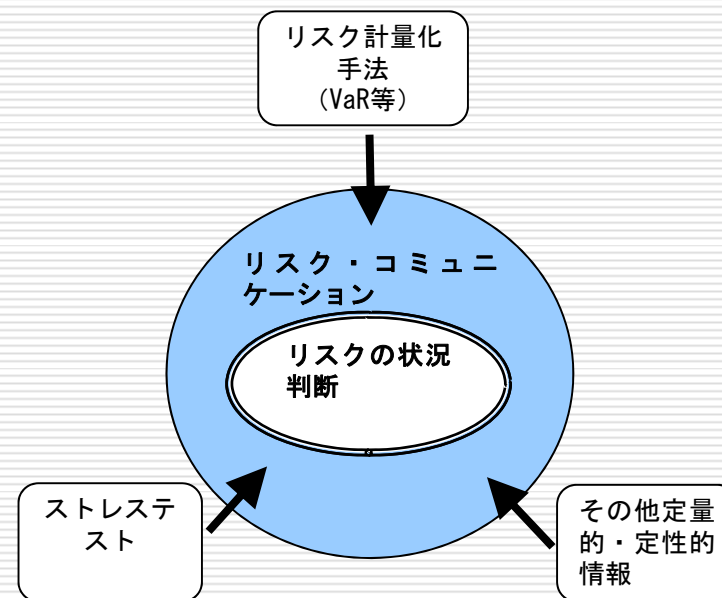 リスク計量化
手法
（VaR等）
リスク・コミュニ
ケーション
リスクの状況
判断
ストレステ
スト
その他定量
的・定性的
情報